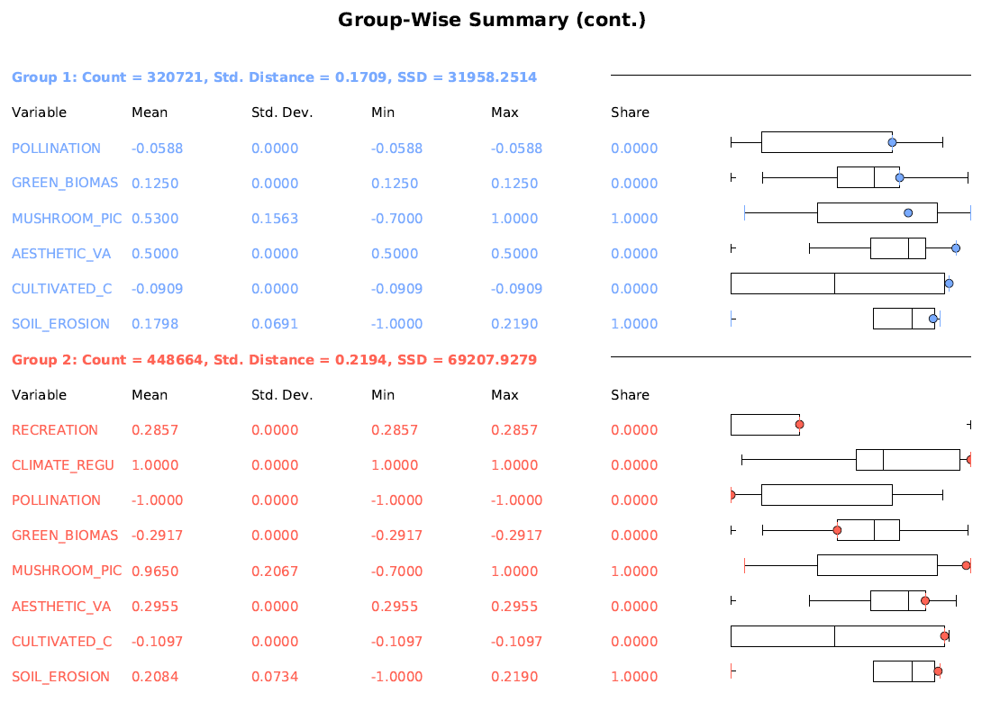 Group-Wise Summary (cont.)
Group 1: Count = 320721, Std. Distance = 0.1709, SSD = 31958.2514
Variable Mean Std. Dev. Min Max Share
POLLINATION -0.0588 0.0000 -0.0588 -0.0588 0.0000
GREEN_BIOMAS 0.1250 0.0000 0.1250 0.1250 0.0000
MUSHROOM_PIC 0.5300 0.1563 -0.7000 1.0000 1.0000
AESTHETIC_VA 0.5000 0.0000 0.5000 0.5000 0.0000
CULTIVATED_C -0.0909 0.0000 -0.0909 -0.0909 0.0000
SOIL_EROSION 0.1798 0.0691 -1.0000 0.2190 1.0000
Group 2: Count = 448664, Std. Distance = 0.2194, SSD = 69207.9279
Variable Mean Std. Dev. Min Max Share
RECREATION 0.2857 0.0000 0.2857 0.2857 0.0000
CLIMATE_REGU 1.0000 0.0000 1.0000 1.0000 0.0000
POLLINATION -1.0000 0.0000 -1.0000 -1.0000 0.0000
GREEN_BIOMAS -0.2917 0.0000 -0.2917 -0.2917 0.0000
MUSHROOM_PIC 0.9650 0.2067 -0.7000 1.0000 1.0000
AESTHETIC_VA 0.2955 0.0000 0.2955 0.2955 0.0000
CULTIVATED_C -0.1097 0.0000 -0.1097 -0.1097 0.0000
SOIL_EROSION 0.2084 0.0734 -1.0000 0.2190 1.0000